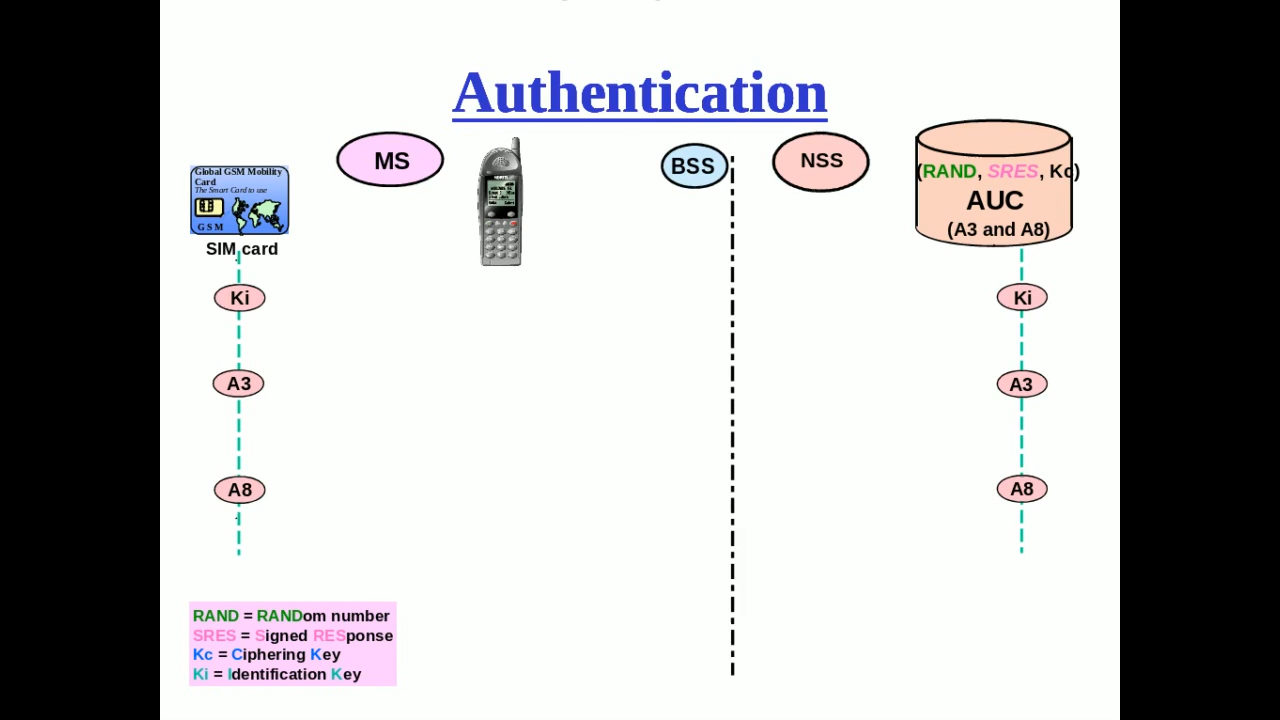 Authentication
MS
BSS
NSS
Global GSM Mobility
Card
The Smart Card to use
G S M
SIM card
(RAND, SRES, Kc)
AUC
(A3 and A8)
Ki
Ki
A3
A3
A8
A8
RAND = RANDom number
SRES = Signed RESponse
Kc = Ciphering Key
Ki = Identification Key